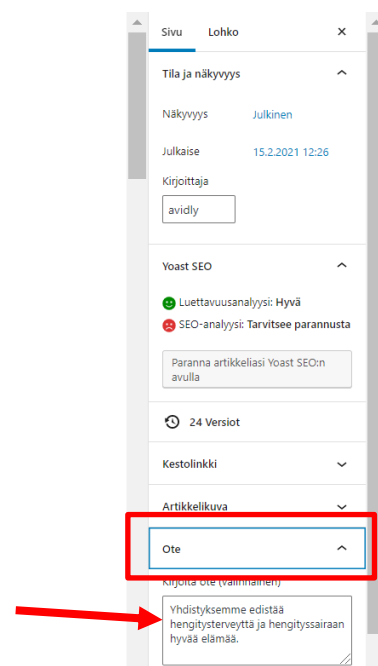 Sivu Lohko ×
Tila ja näkyvyys
Näkyvyys Julkinen
Julkaise 15.2.2021 12:26
Kirjoittaja
avidly
Yoast SEO
Luettavuusanalyysi: Hyvä
SEO-analyysi: Tarvitsee parannusta
Paranna artikkeliasi Yoast SEO:n
avulla
24 Versiot
Kestolinkki
Artikkelikuva
Ote
Kirjoita ote (valinnainen)
Yhdistyksemme edistää
hengitysterveyttä ja hengityssairaan
hyvää elämää.